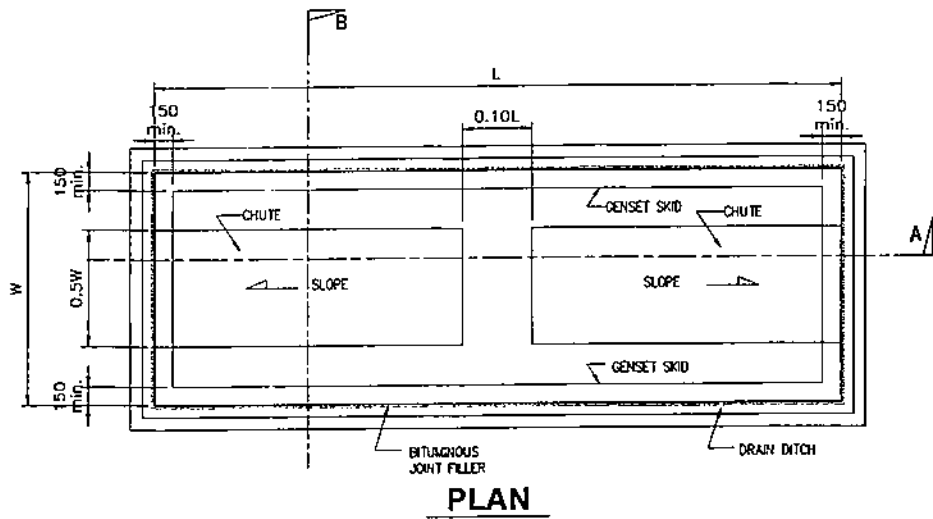 B
L
150
min.
0.10L
150
min.
150
min.
GENSET SKID
CHUTE
CHUTE
A
W
0.5W
SLOPE
SLOPE
GENSET SKID
150
min.
BITUMNOUS
JOINT FILLER
DRAIN DITCH
PLAN